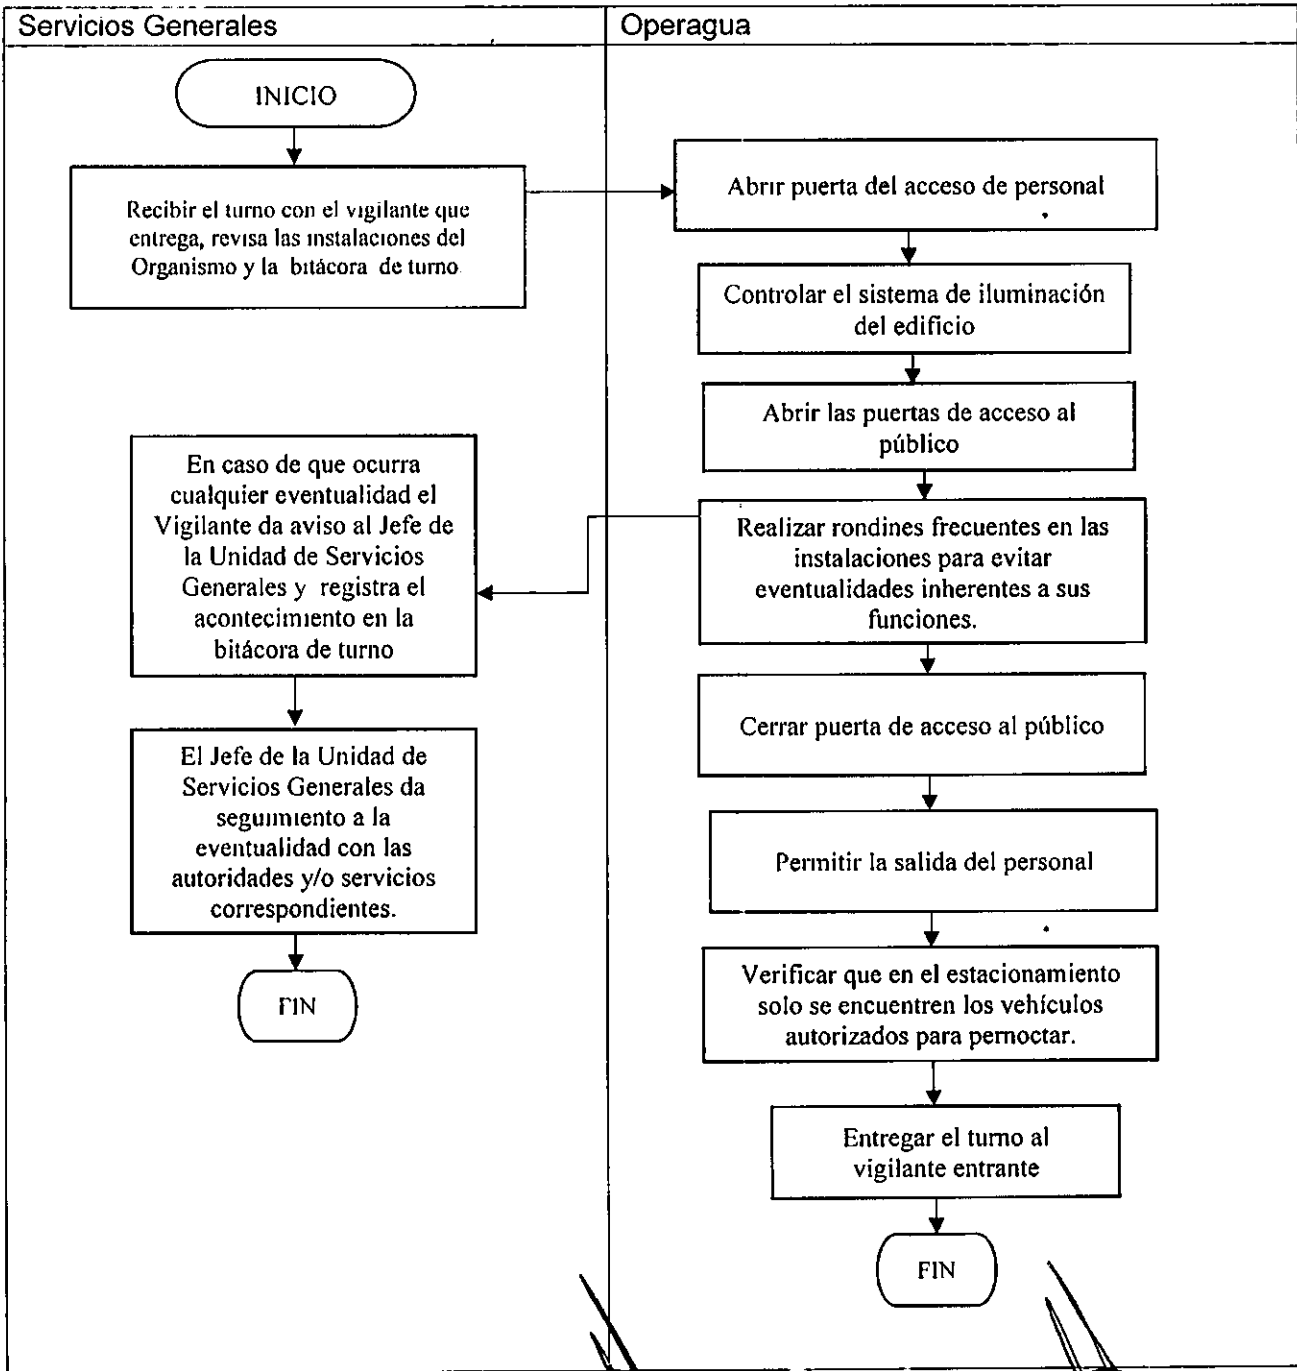 Servicios Generales
Operagua
INICIO
Recibir el turno con el vigilante que
entrega, revisa las instalaciones del
Organismo y la bitácora de turno
En caso de que ocurra
cualquier eventualidad el
Vigilante da aviso al Jefe de
la Unidad de Servicios
Generales y registra el
acontecimiento en la
bitácora de turno
El Jefe de la Unidad de
Servicios Generales da
seguimiento a la
eventualidad con las
autoridades y/o servicios
correspondientes.
FIN
Abrir puerta del acceso de personal
Controlar el sistema de iluminación
del edificio
Abrir las puertas de acceso al
público
Realizar rondines frecuentes en las
instalaciones para evitar
eventualidades inherentes a sus
funciones.
Cerrar puerta de acceso al público
Permitir la salida del personal
Verificar que en el estacionamiento
solo se encuentren los vehículos
autorizados para pernoctar.
Entregar el turno al
vigilante entrante
FIN